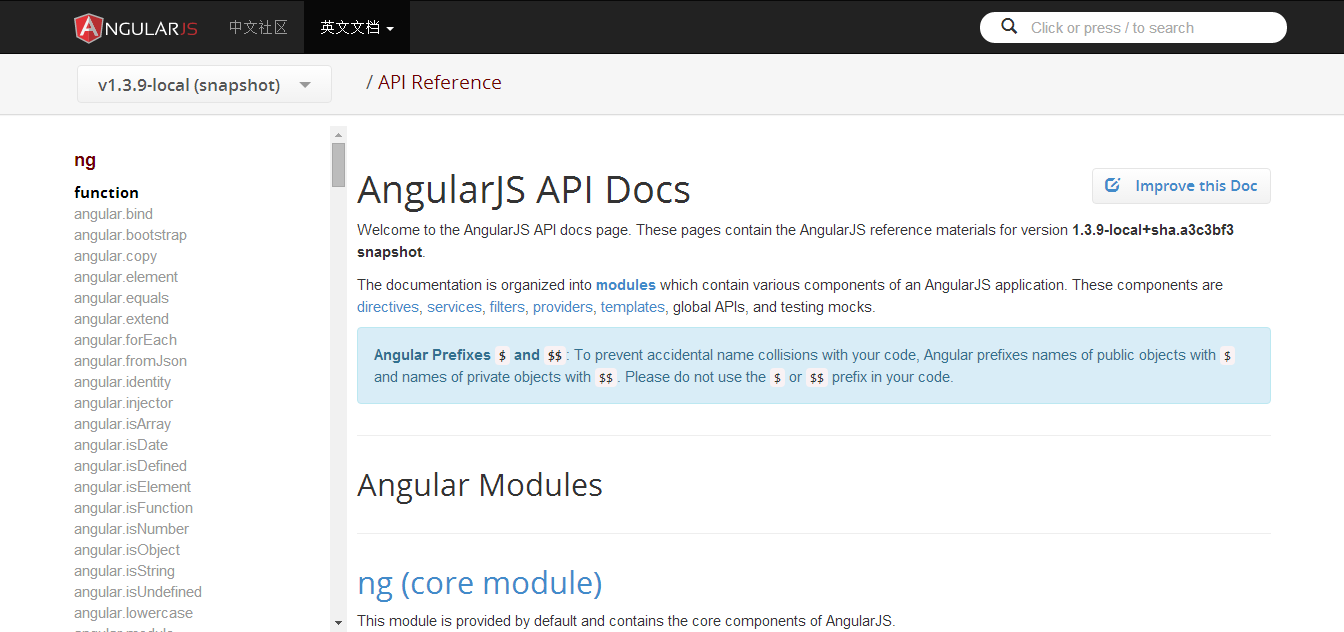 ANGULARJS 中文社区 英文文档 Click or press / to search
v1.3.9-local (snapshot) / API Reference
ng
function
angular.bind
angular.bootstrap
angular.copy
angular.element
angular.equals
angular.extend
angular.forEach
angular.fromJson
angular.identity
angular.injector
angular.isArray
angular.isDate
angular.isDefined
angular.isElement
angular.isFunction
angular.isNumber
angular.isObject
angular.isString
angular.isUndefined
angular.lowercase
angular.module
AngularJS API Docs
Improve this Doc
Welcome to the AngularJS API docs page. These pages contain the AngularJS reference materials for version 1.3.9-local+sha.a3c3bf3
snapshot.
The documentation is organized into modules which contain various components of an AngularJS application. These components are
directives, services, filters, providers, templates, global APIs, and testing mocks.
Angular Prefixes $ and $$: To prevent accidental name collisions with your code, Angular prefixes names of public objects with $
and names of private objects with $$. Please do not use the $ or $$ prefix in your code.
Angular Modules
ng (core module)
This module is provided by default and contains the core components of AngularJS.